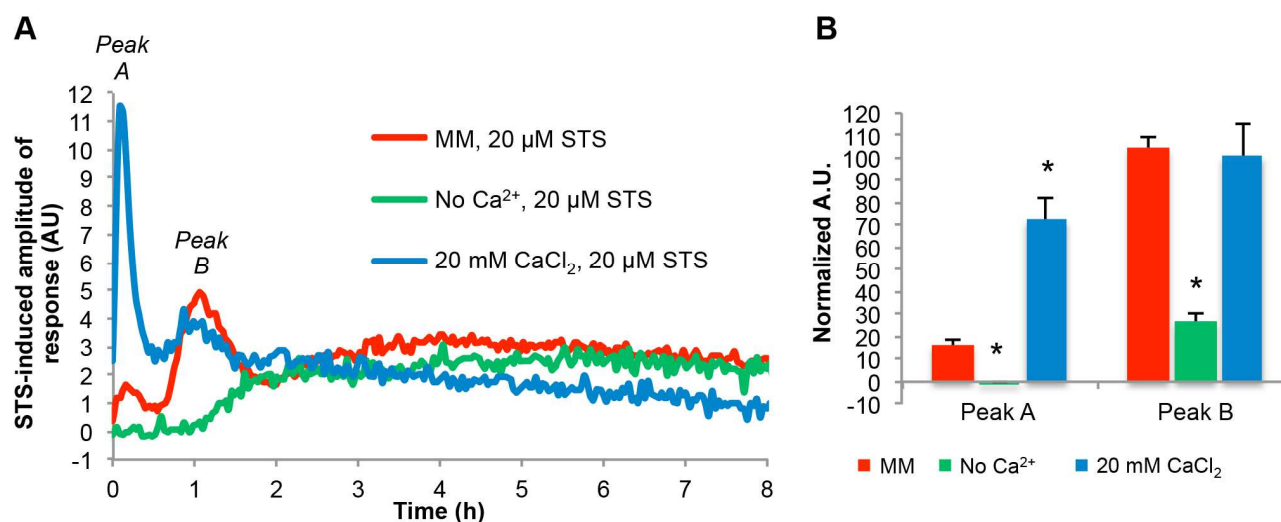 A
Peak
A
Peak
B
STS-induced amplitude of
response (AU)
12
11
10
9
8
7
6
5
4
3
2
1
0
-1
0 1 2 3 4 5 6 7 8
Time (h)
MM, 20 µM STS
No Ca²⁺, 20 µM STS
20 mM CaCl₂, 20 µM STS
B
Normalized A.U.
120
110
100
90
80
70
60
50
40
30
20
10
0
-10
*
*
*
Peak A Peak B
MM No Ca²⁺ 20 mM CaCl₂